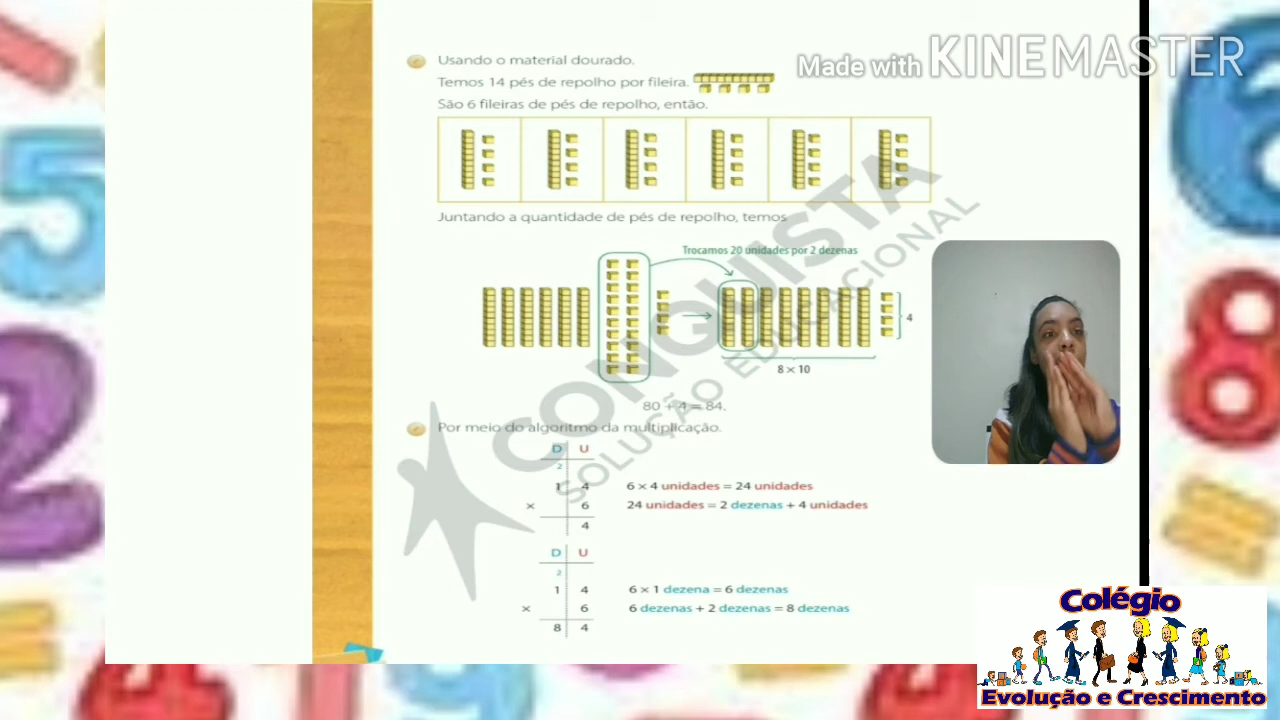 Made with KINEMASTER
Usando o material dourado.
Temos 14 pés de repolho por fileira.
São 6 fileiras de pés de repolho, então.
Juntando a quantidade de pés de repolho, temos
Trocamos 20 unidades por 2 dezenas
4
8 × 10
80 + 4 = 84.
Por meio do algoritmo da multiplicação.
D U
2
1 4 6 × 4 unidades = 24 unidades
× 6 24 unidades = 2 dezenas + 4 unidades
4
D U
2
1 4 6 × 1 dezena = 6 dezenas
× 6 6 dezenas + 2 dezenas = 8 dezenas
8 4
CONQUISTA
SOLUÇÃO EDUCACIONAL
Colégio
Evolução e Crescimento
5
2
6
8